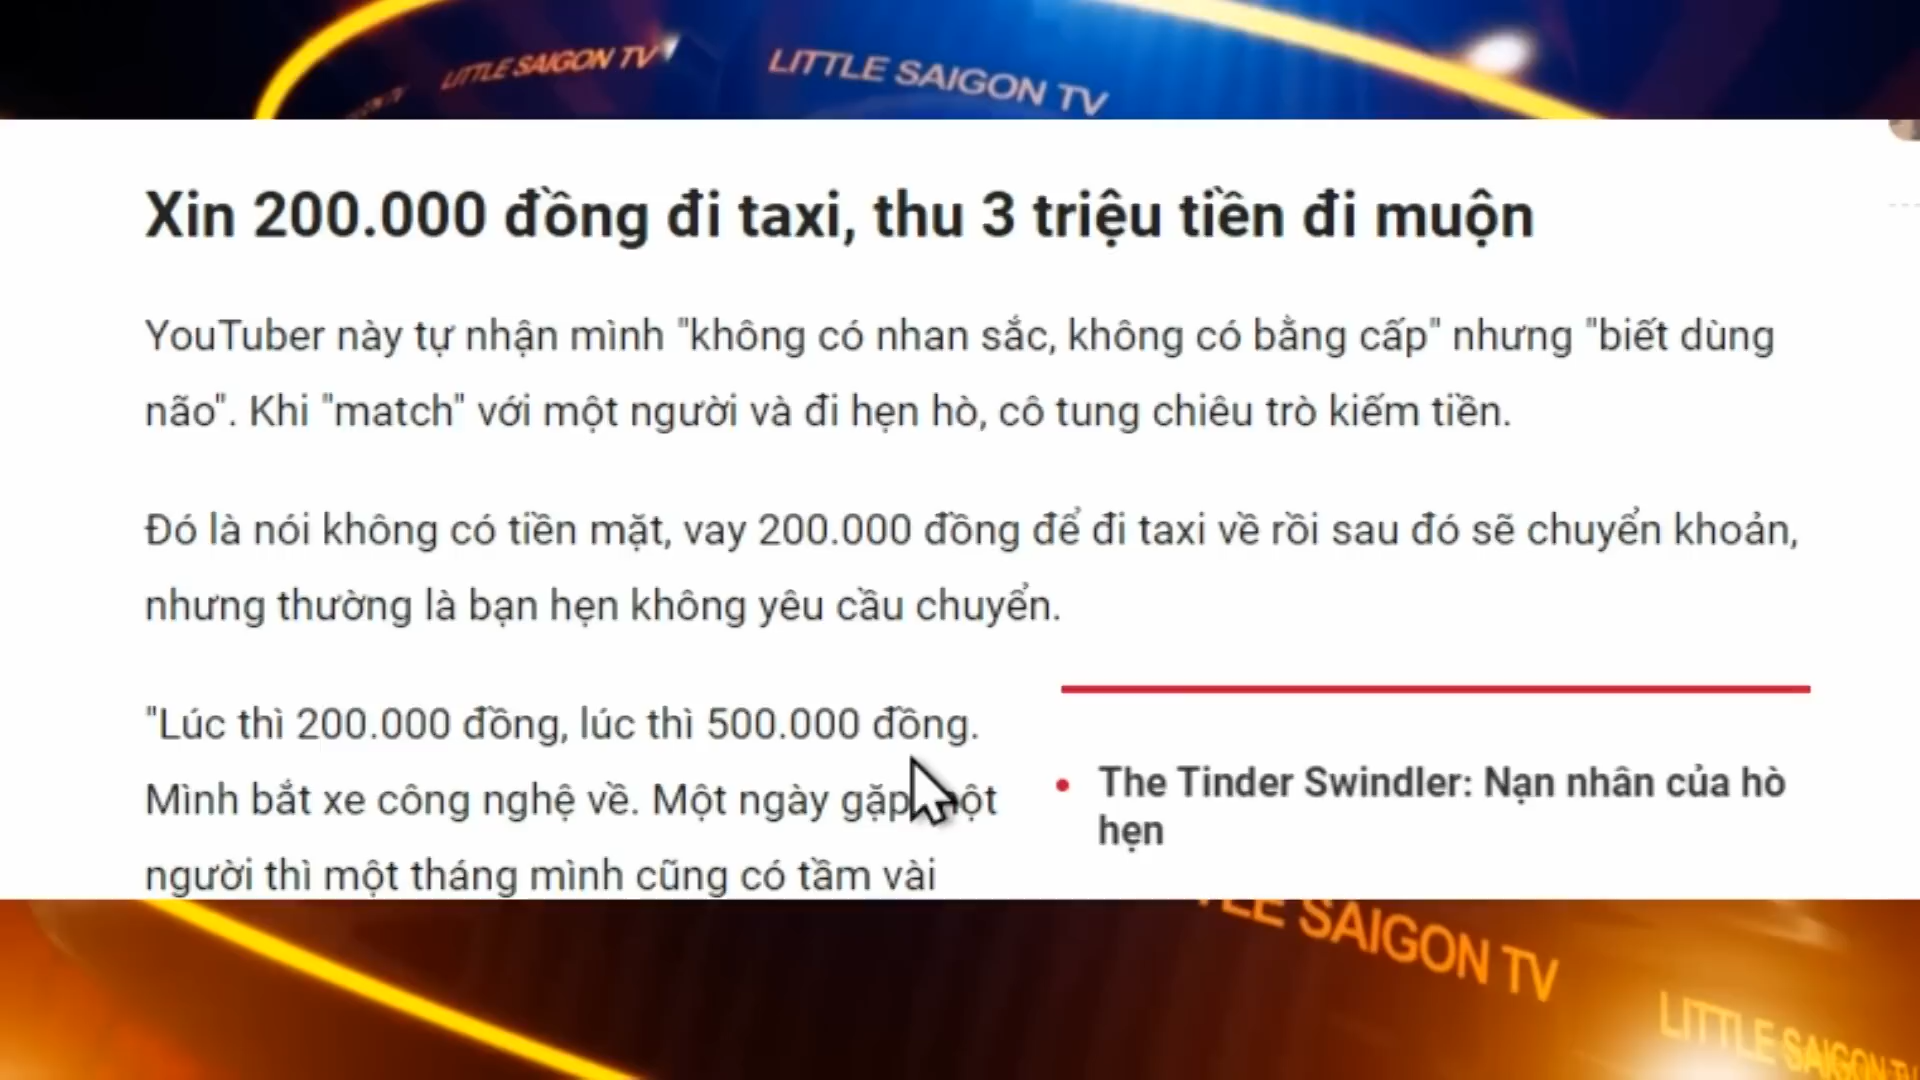 LITTLE SAIGON TV
LITTLE SAIGON TV
Xin 200.000 đồng đi taxi, thu 3 triệu tiền đi muộn
YouTuber này tự nhận mình "không có nhan sắc, không có bằng cấp" nhưng "biết dùng
não". Khi "match" với một người và đi hẹn hò, cô tung chiêu trò kiếm tiền.
Đó là nói không có tiền mặt, vay 200.000 đồng để đi taxi về rồi sau đó sẽ chuyển khoản,
nhưng thường là bạn hẹn không yêu cầu chuyển.
"Lúc thì 200.000 đồng, lúc thì 500.000 đồng.
Mình bắt xe công nghệ về. Một ngày gặp
người thì một tháng mình cũng có tầm vài
• The Tinder Swindler: Nạn nhân của hò
hẹn
SAIGON TV
LITTLE SAIGON TV